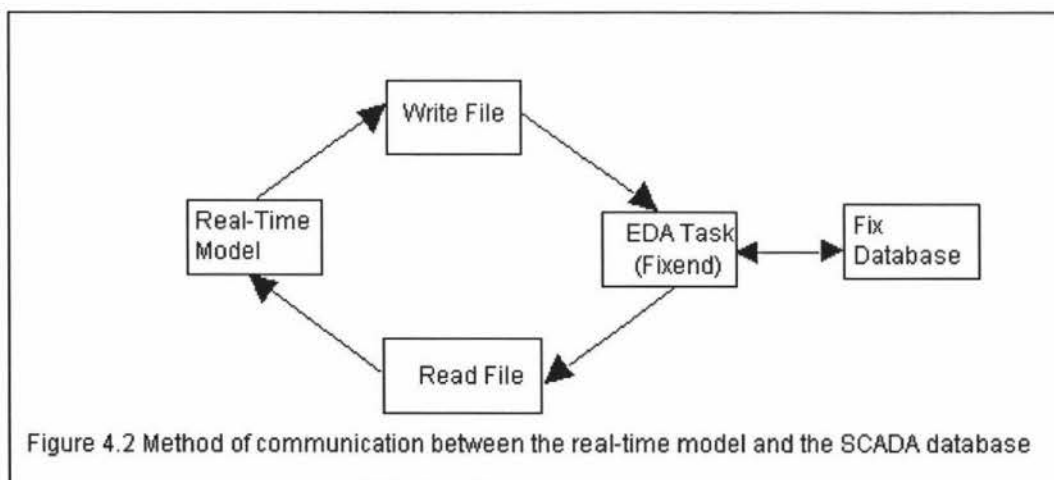 Write File
Real-Time
Model
EDA Task
(Fixend)
Fix
Database
Read File
Figure 4.2 Method of communication between the real-time model and the SCADA database